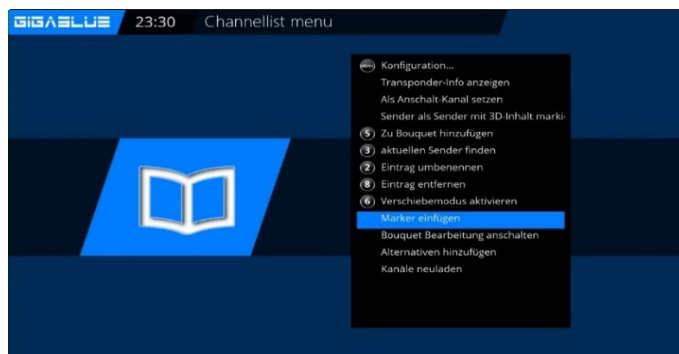 GIGABLUE 23:30 Channellist menu
MENU Konfiguration...
Transponder-Info anzeigen
Als Anschalt-Kanal setzen
Sender als Sender mit 3D-Inhalt marki
5 Zu Bouquet hinzufügen
3 aktuellen Sender finden
2 Eintrag umbenennen
8 Eintrag entfernen
6 Verschiebemodus aktivieren
Marker einfügen
Bouquet Bearbeitung anschalten
Alternativen hinzufügen
Kanäle neuladen